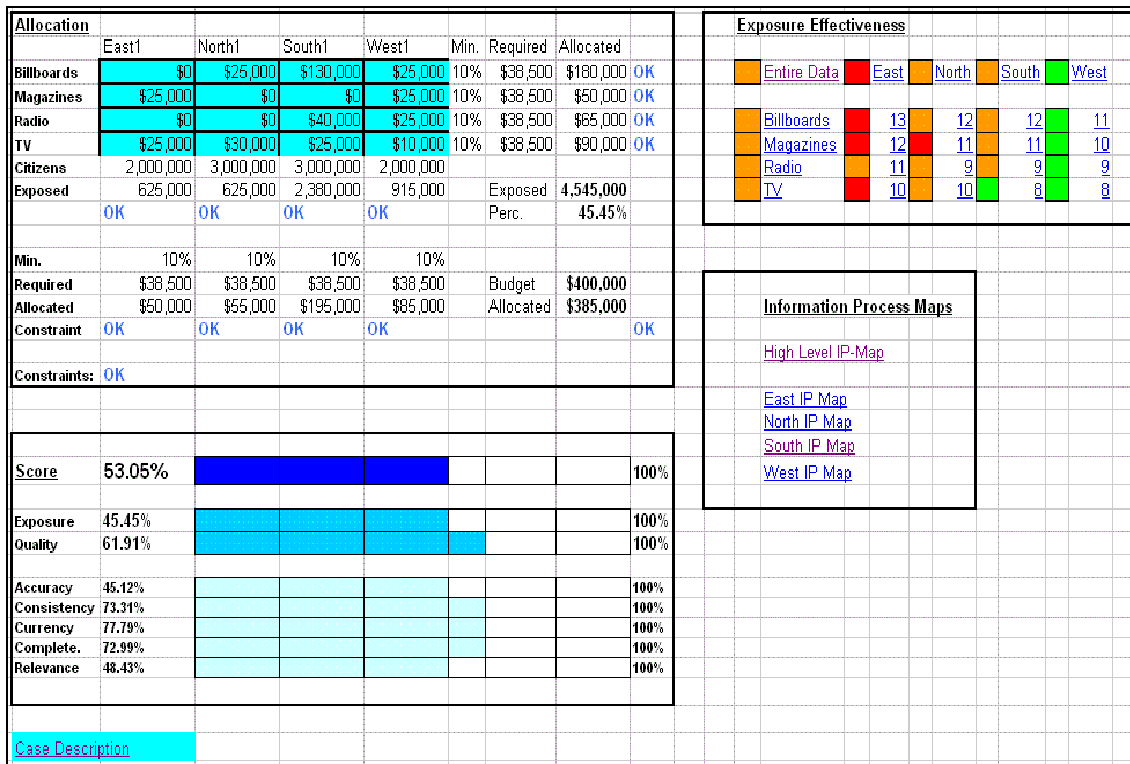 Allocation
East1 North1 South1 West1 Min. Required Allocated
Billboards $0 $25,000 $130,000 $25,000 10% $38,500 $180,000 OK
Magazines $25,000 $0 $0 $25,000 10% $38,500 $50,000 OK
Radio $0 $0 $40,000 $25,000 10% $38,500 $65,000 OK
TV $25,000 $30,000 $25,000 $10,000 10% $38,500 $90,000 OK
Citizens 2,000,000 3,000,000 3,000,000 2,000,000
Exposed 625,000 625,000 2,380,000 915,000 Exposed 4,545,000
OK OK OK OK Perc. 45.45%
Min. 10% 10% 10% 10%
Required $38,500 $38,500 $38,500 $38,500 Budget $400,000
Allocated $50,000 $55,000 $195,000 $85,000 Allocated $385,000
Constraint OK OK OK OK OK
Constraints: OK
Exposure Effectiveness
Entire Data East North South West
Billboards 13 12 12 11
Magazines 12 11 11 10
Radio 11 9 9 9
TV 10 10 8 8
Information Process Maps
High Level IP-Map
East IP Map
North IP Map
South IP Map
West IP Map
Score 53.05% 100%
Exposure 45.45% 100%
Quality 61.91% 100%
Accuracy 45.12% 100%
Consistency 73.31% 100%
Currency 77.79% 100%
Complete. 72.99% 100%
Relevance 48.43% 100%
Case Description